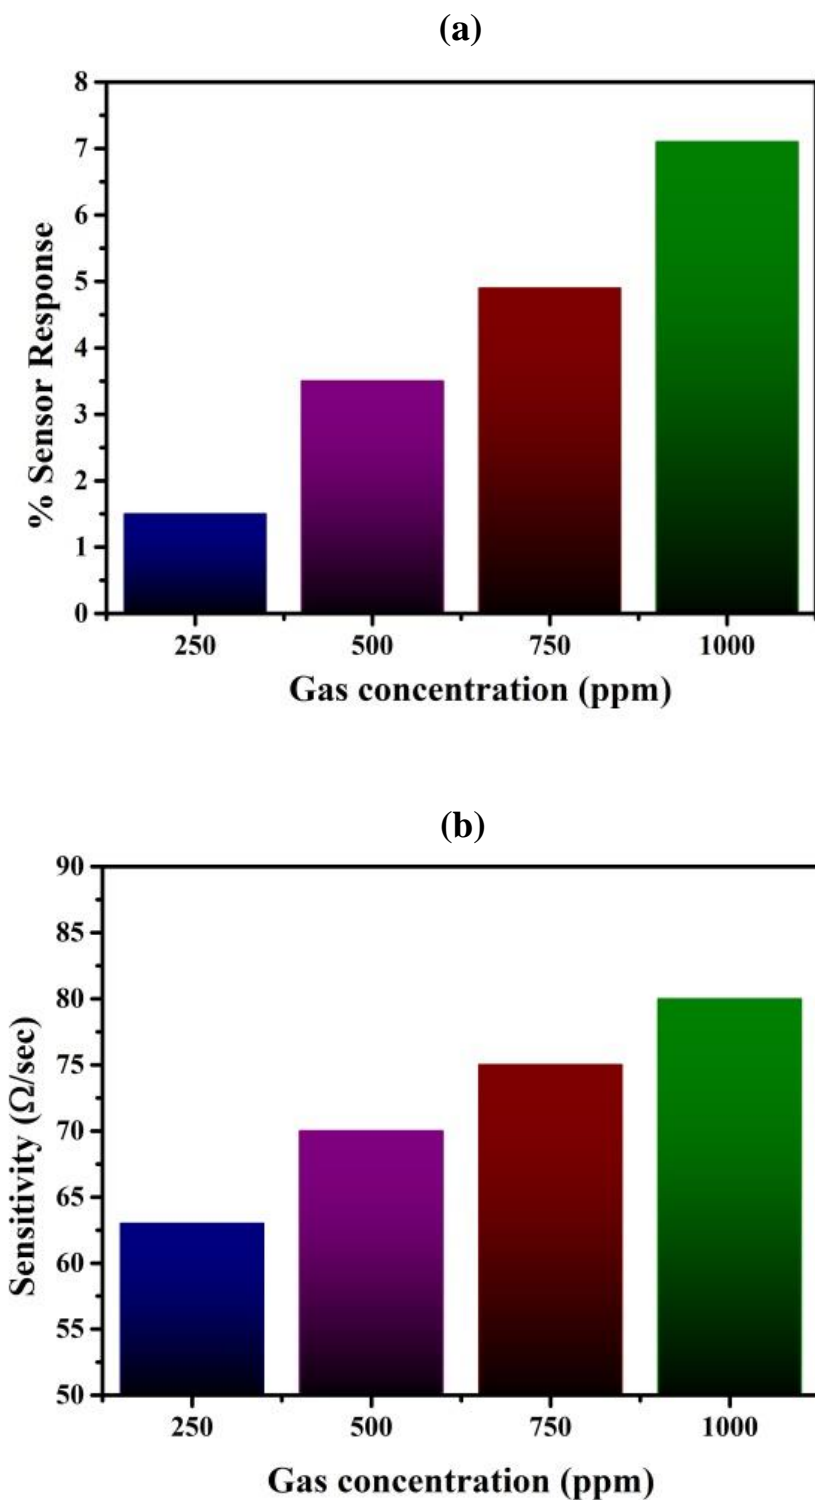 (a)
8
7
6
5
4
3
2
1
0
% Sensor Response
250 500 750 1000
Gas concentration (ppm)
(b)
90
85
80
75
70
65
60
55
50
Sensitivity (Ω/sec)
250 500 750 1000
Gas concentration (ppm)